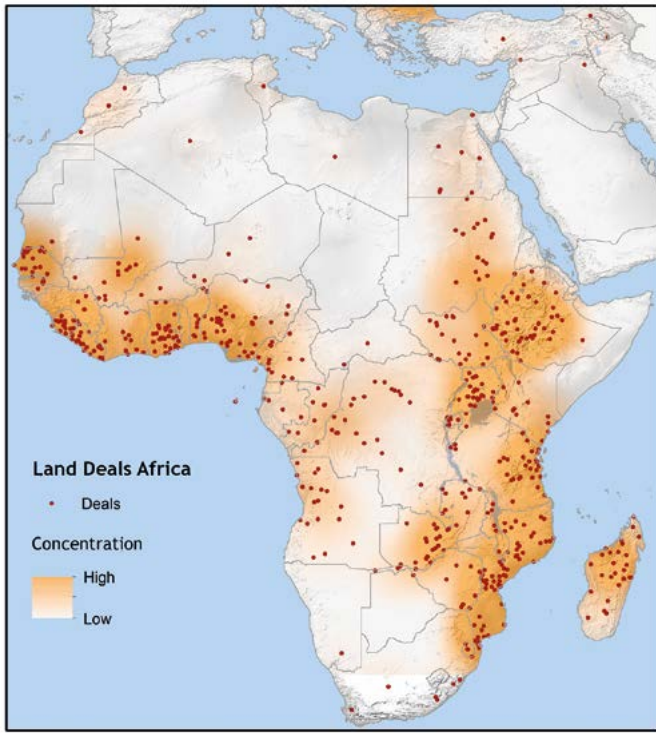 Land Deals Africa
Deals
Concentration
High
Low